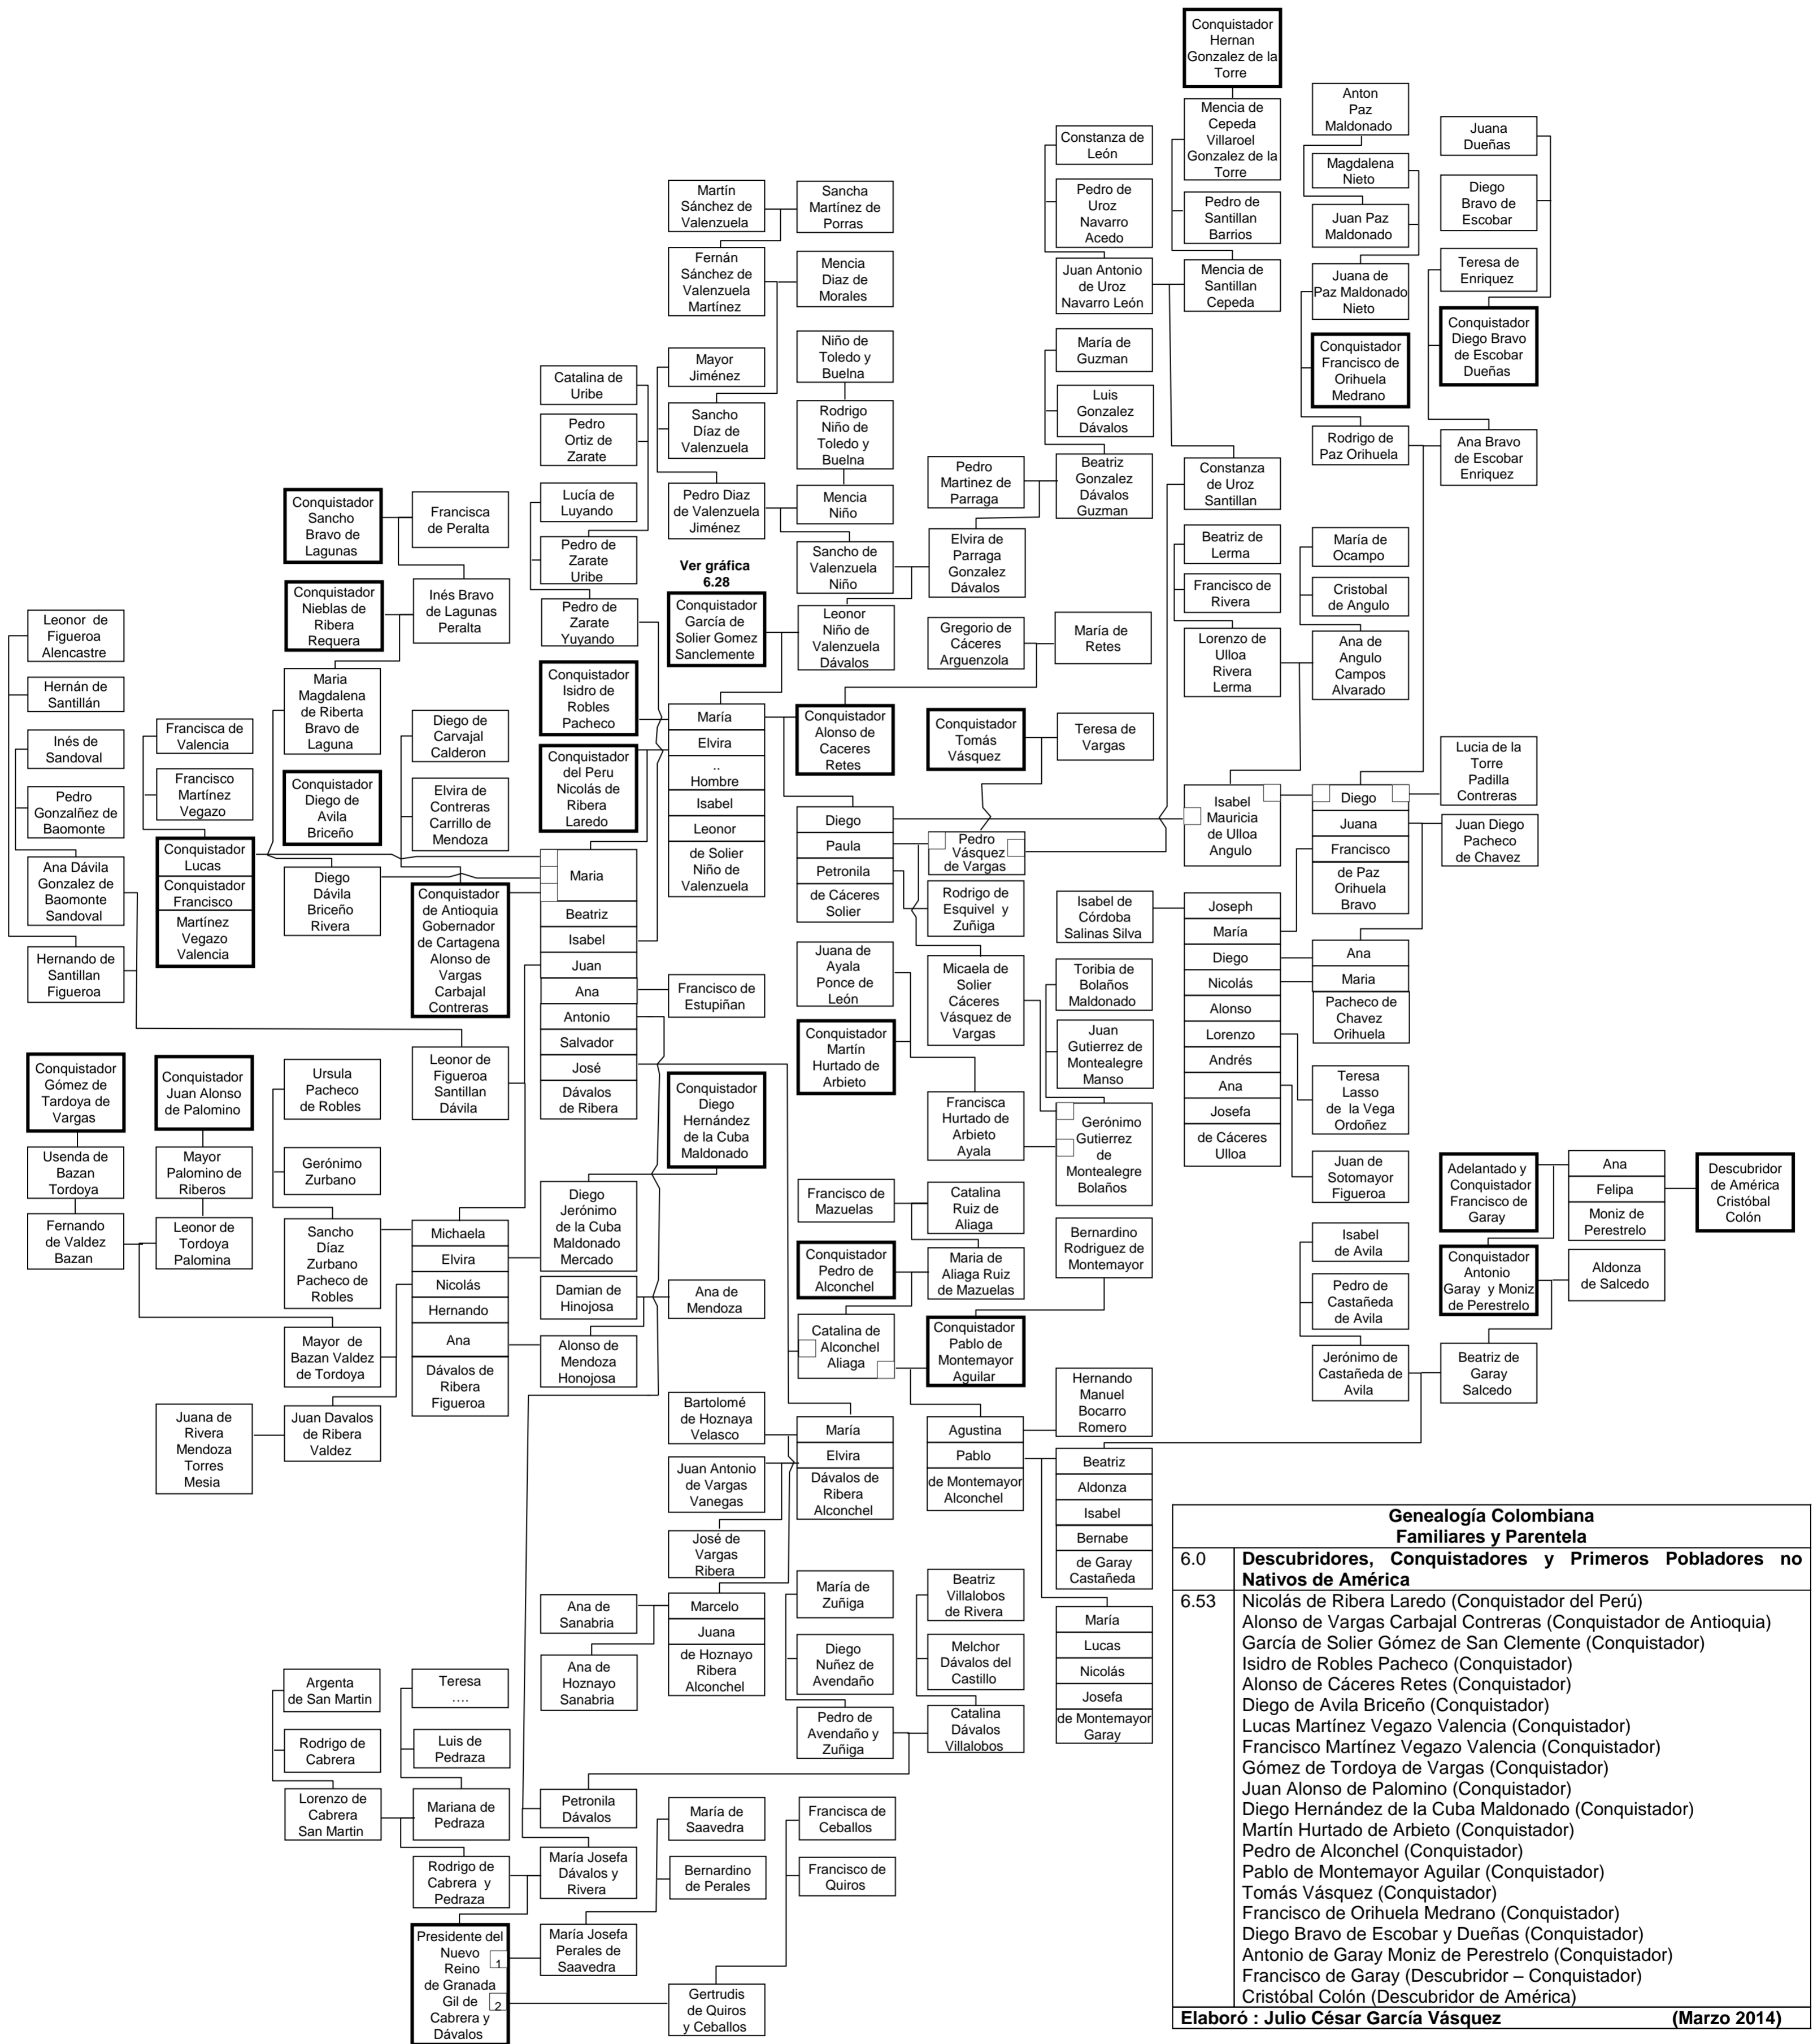 Conquistador
Hernan
Gonzalez de la
Torre
Mencia de
Cepeda
Villaroel
Gonzalez de la
Torre
Anton
Paz
Maldonado
Juana
Dueñas
Constanza de
León
Magdalena
Nieto
Diego
Bravo de
Escobar
Martín
Sánchez de
Valenzuela
Sancha
Martínez de
Porras
Pedro de
Uroz
Navarro
Acedo
Pedro de
Santillan
Barrios
Juan Paz
Maldonado
Fernán
Sánchez de
Valenzuela
Martínez
Mencia
Diaz de
Morales
Juan Antonio
de Uroz
Navarro León
Mencia de
Santillan
Cepeda
Juana de
Paz Maldonado
Nieto
Teresa de
Enriquez
Conquistador
Diego Bravo
de Escobar
Dueñas
María de
Guzman
Conquistador
Francisco de
Orihuela
Medrano
Niño de
Toledo y
Buelna
Mayor
Jiménez
Catalina de
Uribe
Luis
Gonzalez
Dávalos
Sancho
Díaz de
Valenzuela
Rodrigo
Niño de
Toledo y
Buelna
Pedro
Ortiz de
Zarate
Rodrigo de
Paz Orihuela
Ana Bravo
de Escobar
Enriquez
Pedro
Martinez de
Parraga
Beatriz
Gonzalez
Dávalos
Guzman
Constanza
de Uroz
Santillan
Conquistador
Sancho
Bravo de
Lagunas
Francisca
de Peralta
Lucía de
Luyando
Pedro Diaz
de Valenzuela
Jiménez
Mencia
Niño
Pedro de
Zarate
Uribe
Sancho de
Valenzuela
Niño
Elvira de
Parraga
Gonzalez
Dávalos
Beatriz de
Lerma
María de
Ocampo
Ver gráfica
6.28
Francisco de
Rivera
Cristobal
de Angulo
Conquistador
Nieblas de
Ribera
Requera
Inés Bravo
de Lagunas
Peralta
Pedro de
Zarate
Yuyando
Conquistador
García de
Solier Gomez
Sanclemente
Leonor
Niño de
Valenzuela
Dávalos
Gregorio de
Cáceres
Arguenzola
María de
Retes
Lorenzo de
Ulloa
Rivera
Lerma
Ana de
Angulo
Campos
Alvarado
Leonor de
Figueroa
Alencastre
Hernán de
Santillán
Maria
Magdalena
de Riberta
Bravo de
Laguna
Conquistador
Isidro de
Robles
Pacheco
María
Elvira
..
Hombre
Isabel
Leonor
de Solier
Niño de
Valenzuela
Conquistador
Alonso de
Caceres
Retes
Conquistador
Tomás
Vásquez
Teresa de
Vargas
Inés de
Sandoval
Francisca de
Valencia
Diego de
Carvajal
Calderon
Conquistador
del Peru
Nicolás de
Ribera
Laredo
Pedro
Gonzalñez de
Baomonte
Francisco
Martínez
Vegazo
Conquistador
Diego de
Avila
Briceño
Elvira de
Contreras
Carrillo de
Mendoza
Isabel
Mauricia
de Ulloa
Angulo
Diego
Juana
Francisco
de Paz
Orihuela
Bravo
Lucia de la
Torre
Padilla
Contreras
Juan Diego
Pacheco
de Chavez
Diego
Paula
Petronila
de Cáceres
Solier
Pedro
Vásquez
de Vargas
Rodrigo de
Esquivel y
Zuñiga
Ana Dávila
Gonzalez de
Baomonte
Sandoval
Conquistador
Lucas
Conquistador
Francisco
Martínez
Vegazo
Valencia
Diego
Dávila
Briceño
Rivera
Conquistador
de Antioquia
Gobernador
de Cartagena
Alonso de
Vargas
Carbajal
Contreras
Maria
Beatriz
Isabel
Juan
Ana
Antonio
Salvador
José
Dávalos
de Ribera
Francisco de
Estupiñan
Hernando de
Santillan
Figueroa
Juana de
Ayala
Ponce de
León
Micaela de
Solier
Cáceres
Vásquez de
Vargas
Isabel de
Córdoba
Salinas Silva
Joseph
María
Diego
Nicolás
Alonso
Lorenzo
Andrés
Ana
Josefa
de Cáceres
Ulloa
Ana
Maria
Pacheco de
Chavez
Orihuela
Toribia de
Bolaños
Maldonado
Conquistador
Martín
Hurtado de
Arbieto
Juan
Gutierrez de
Montealegre
Manso
Teresa
Lasso
de la Vega
Ordoñez
Conquistador
Gómez de
Tardoya de
Vargas
Conquistador
Juan Alonso
de Palomino
Ursula
Pacheco
de Robles
Leonor de
Figueroa
Santillan
Dávila
Conquistador
Diego
Hernández
de la Cuba
Maldonado
Francisca
Hurtado de
Arbieto
Ayala
Gerónimo
Gutierrez
de
Montealegre
Bolaños
Juan de
Sotomayor
Figueroa
Usenda de
Bazan
Tordoya
Mayor
Palomino de
Riberos
Gerónimo
Zurbano
Adelantado y
Conquistador
Francisco de
Garay
Ana
Felipa
Moniz de
Perestrelo
Descubridor
de América
Cristóbal
Colón
Fernando
de Valdez
Bazan
Leonor de
Tordoya
Palomina
Sancho
Díaz
Zurbano
Pacheco de
Robles
Michaela
Elvira
Nicolás
Hernando
Ana
Dávalos de
Ribera
Figueroa
Diego
Jerónimo
de la Cuba
Maldonado
Mercado
Francisco de
Mazuelas
Catalina
Ruiz de
Aliaga
Bernardino
Rodriguez de
Montemayor
Isabel
de Avila
Conquistador
Antonio
Garay y Moniz
de Perestrelo
Aldonza
de Salcedo
Conquistador
Pedro de
Alconchel
Maria de
Aliaga Ruiz
de Mazuelas
Damian de
Hinojosa
Ana de
Mendoza
Pedro de
Castañeda
de Avila
Mayor de
Bazan Valdez
de Tordoya
Alonso de
Mendoza
Honojosa
Catalina de
Alconchel
Aliaga
Conquistador
Pablo de
Montemayor
Aguilar
Jerónimo de
Castañeda de
Avila
Beatriz de
Garay
Salcedo
Juana de
Rivera
Mendoza
Torres
Mesia
Juan Davalos
de Ribera
Valdez
Bartolomé
de Hoznaya
Velasco
María
Elvira
Dávalos de
Ribera
Alconchel
Agustina
Pablo
de Montemayor
Alconchel
Hernando
Manuel
Bocarro
Romero
Juan Antonio
de Vargas
Vanegas
Beatriz
Aldonza
Isabel
Bernabe
de Garay
Castañeda
José de
Vargas
Ribera
Ana de
Sanabria
Marcelo
Juana
de Hoznayo
Ribera
Alconchel
María de
Zuñiga
Beatriz
Villalobos
de Rivera
María
Lucas
Nicolás
Josefa
de Montemayor
Garay
Ana de
Hoznayo
Sanabria
Diego
Nuñez de
Avendaño
Melchor
Dávalos del
Castillo
Argenta
de San Martin
Teresa
....
Pedro de
Avendaño y
Zuñiga
Catalina
Dávalos
Villalobos
Rodrigo de
Cabrera
Luis de
Pedraza
Lorenzo de
Cabrera
San Martin
Mariana de
Pedraza
Petronila
Dávalos
María de
Saavedra
Francisca de
Ceballos
Rodrigo de
Cabrera y
Pedraza
María Josefa
Dávalos y
Rivera
Bernardino
de Perales
Francisco de
Quiros
Presidente del
Nuevo
Reino
de Granada
Gil de
Cabrera y
Dávalos
1
2
María Josefa
Perales de
Saavedra
Gertrudis
de Quiros
y Ceballos
Genealogía Colombiana
Familiares y Parentela
6.0 Descubridores, Conquistadores y Primeros Pobladores no
Nativos de América
6.53 Nicolás de Ribera Laredo (Conquistador del Perú)
Alonso de Vargas Carbajal Contreras (Conquistador de Antioquia)
García de Solier Gómez de San Clemente (Conquistador)
Isidro de Robles Pacheco (Conquistador)
Alonso de Cáceres Retes (Conquistador)
Diego de Avila Briceño (Conquistador)
Lucas Martínez Vegazo Valencia (Conquistador)
Francisco Martínez Vegazo Valencia (Conquistador)
Gómez de Tordoya de Vargas (Conquistador)
Juan Alonso de Palomino (Conquistador)
Diego Hernández de la Cuba Maldonado (Conquistador)
Martín Hurtado de Arbieto (Conquistador)
Pedro de Alconchel (Conquistador)
Pablo de Montemayor Aguilar (Conquistador)
Tomás Vásquez (Conquistador)
Francisco de Orihuela Medrano (Conquistador)
Diego Bravo de Escobar y Dueñas (Conquistador)
Antonio de Garay Moniz de Perestrelo (Conquistador)
Francisco de Garay (Descubridor – Conquistador)
Cristóbal Colón (Descubridor de América)
Elaboró : Julio César García Vásquez (Marzo 2014)